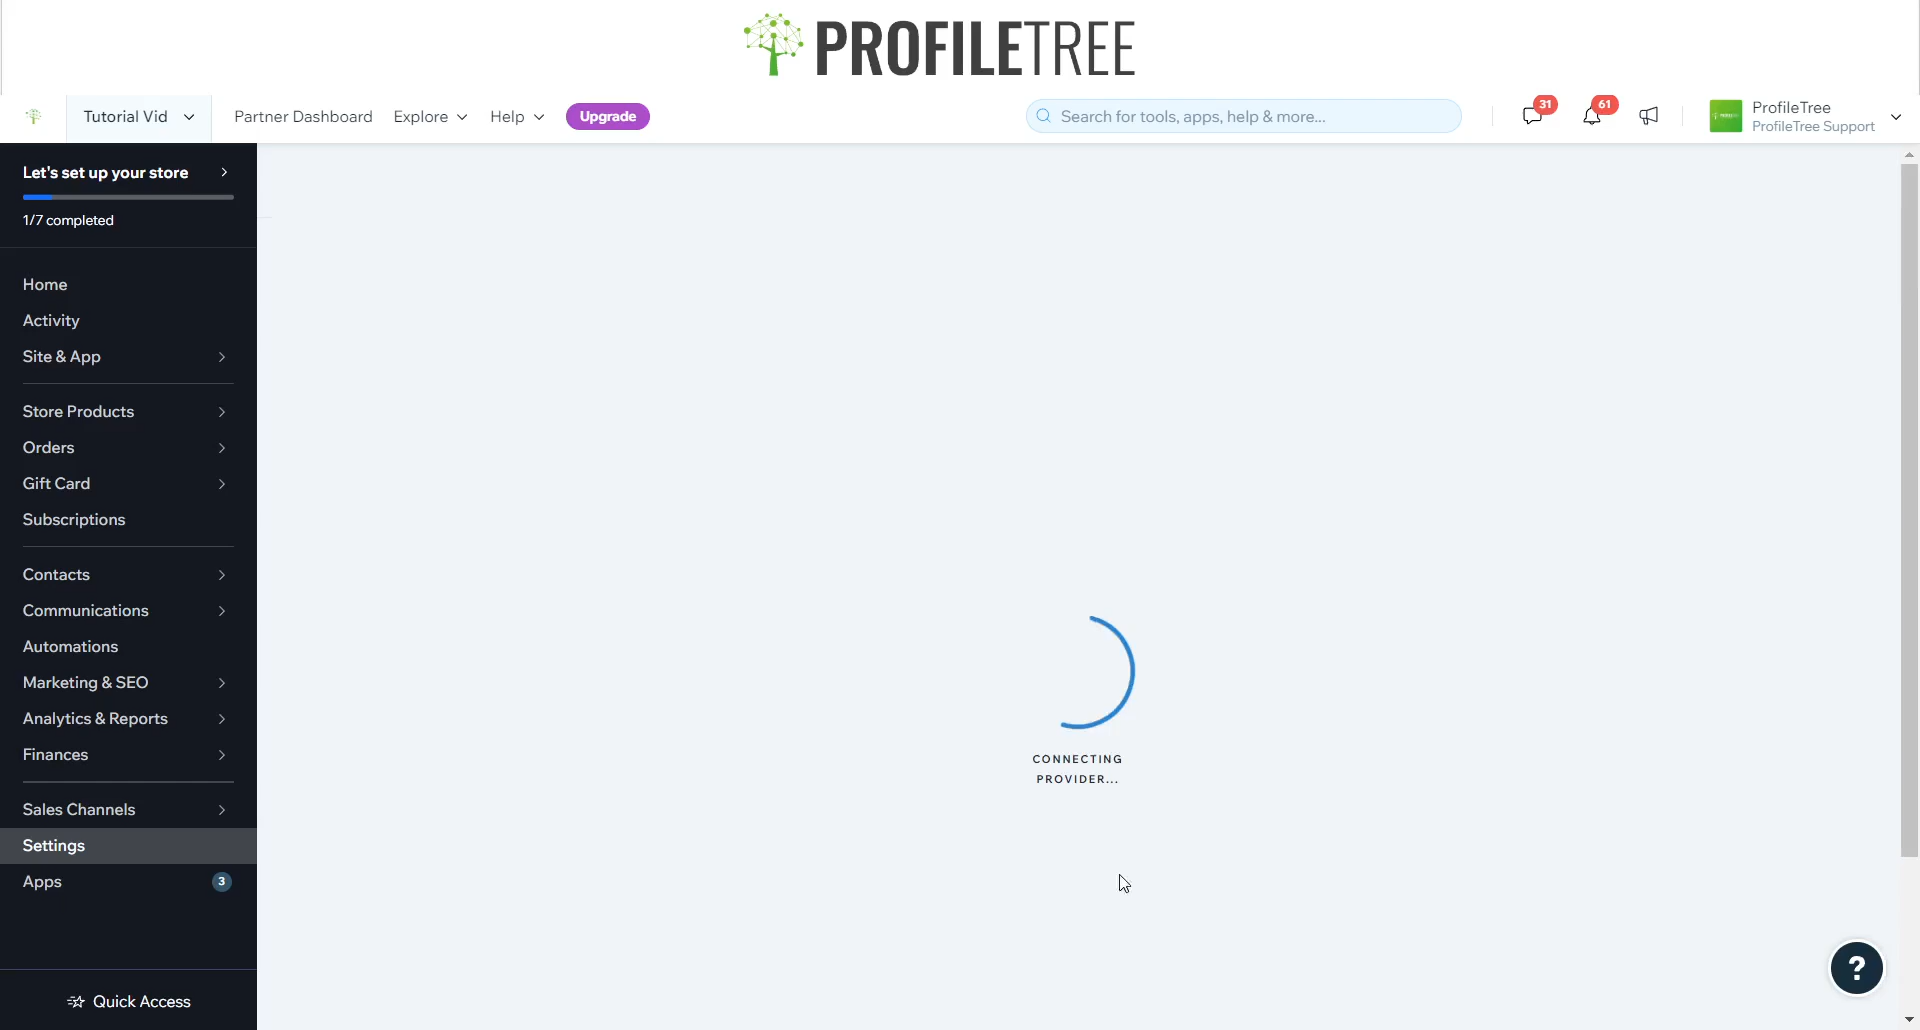 PROFILETREE
Tutorial Vid
Partner Dashboard
Explore
Help
Upgrade
Search for tools, apps, help & more...
31
61
ProfileTree
ProfileTree Support
Let's set up your store
1/7 completed
Home
Activity
Site & App
Store Products
Orders
Gift Card
Subscriptions
Contacts
Communications
Automations
Marketing & SEO
Analytics & Reports
Finances
Sales Channels
Settings
Apps 3
Quick Access
CONNECTING
PROVIDER...
?